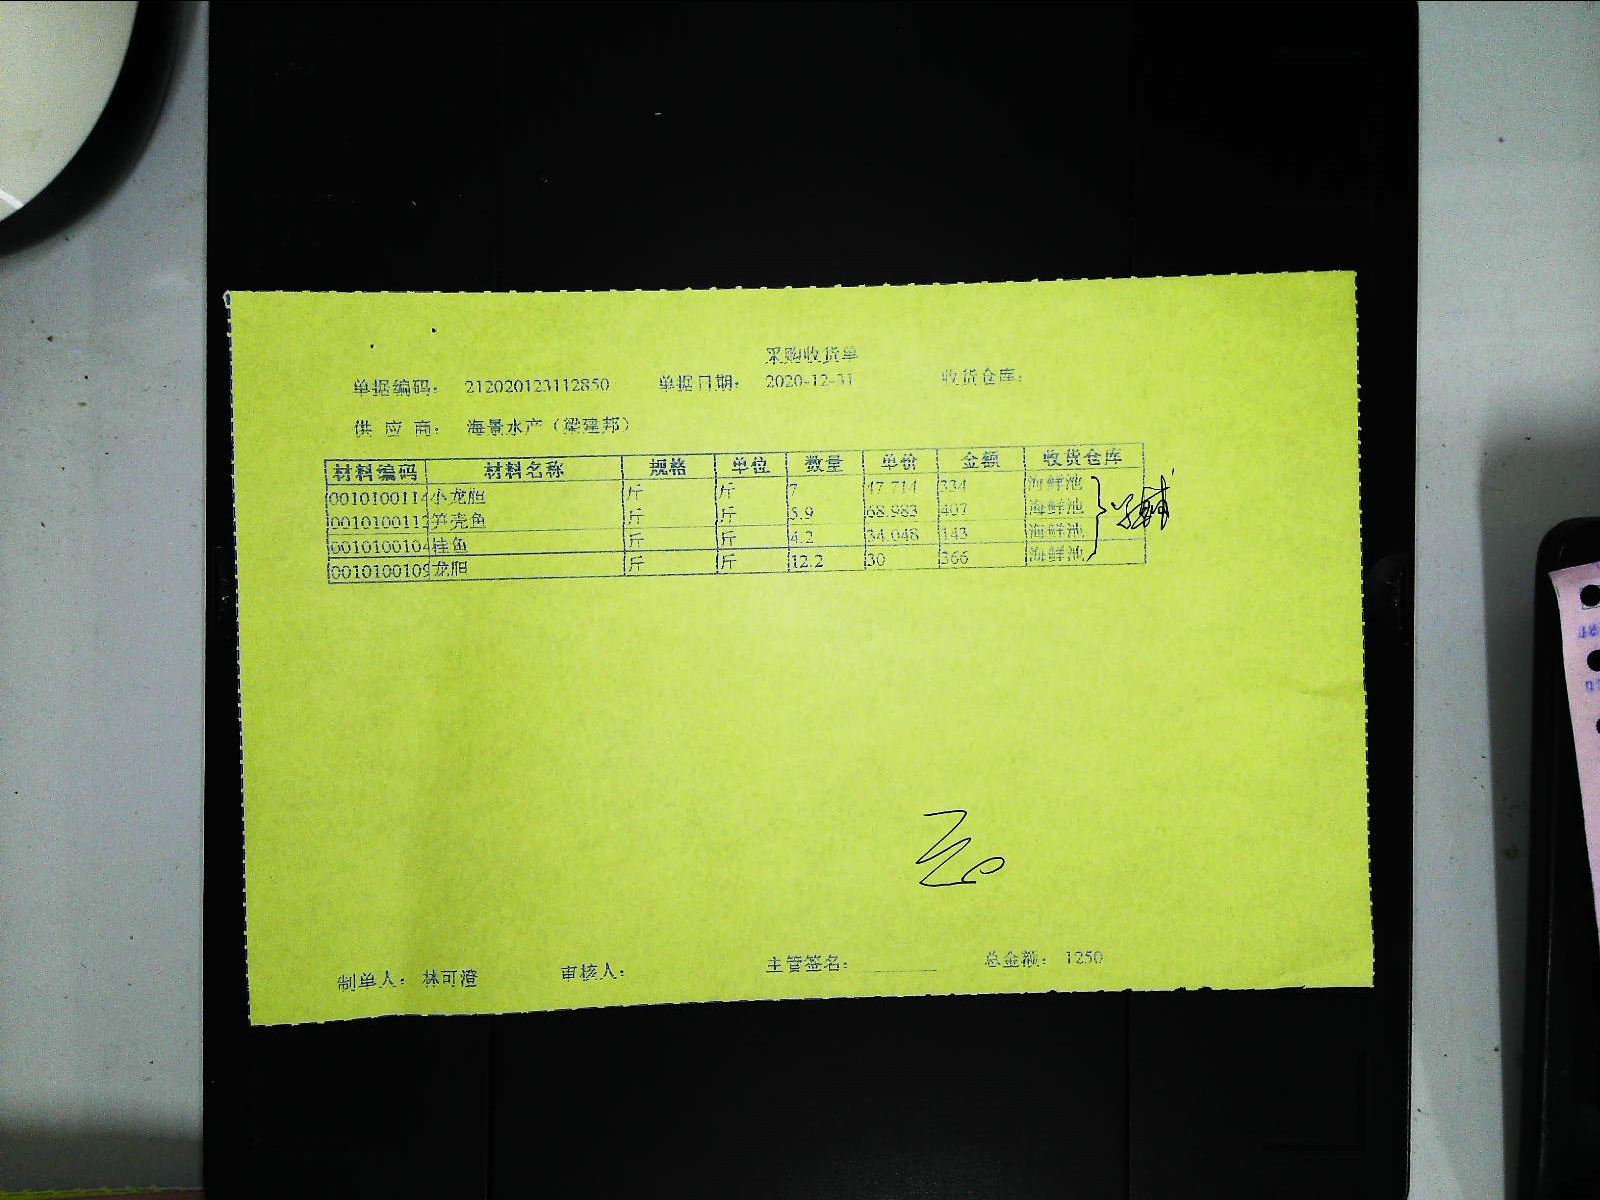 采购收货单
单据编码： 212020123112850 单据日期： 2020-12-31 收货仓库：
供 应 商： 海景水产（梁建邦）
材料编码 材料名称 规格 单位 数量 单价 金额 收货仓库
0010100114 小龙胆 斤 斤 7 47.714 334 海鲜池
0010100112 笋壳鱼 斤 斤 5.9 68.983 407 海鲜池
0010100104 桂鱼 斤 斤 4.2 34.048 143 海鲜池
0010100109 龙胆 斤 斤 12.2 30 366 海鲜池
制单人： 林可澄 审核人： 主管签名： 总金额： 1250